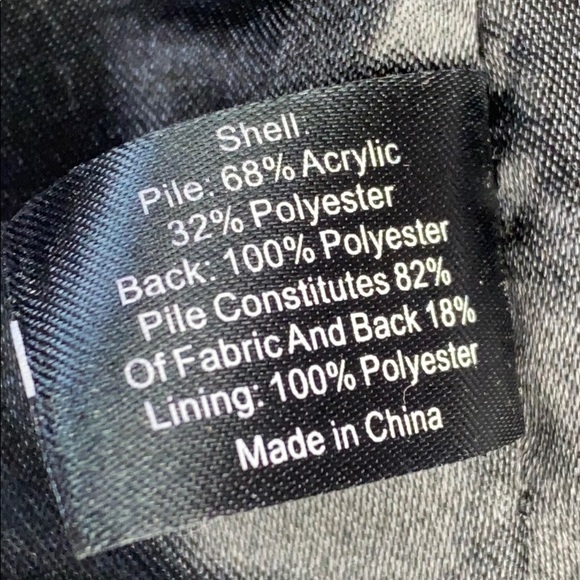 Shell.
Pile: 68% Acrylic
32% Polyester
Back: 100% Polyester
Pile Constitutes 82%
Of Fabric And Back 18%
Lining: 100% Polyester
Made in China